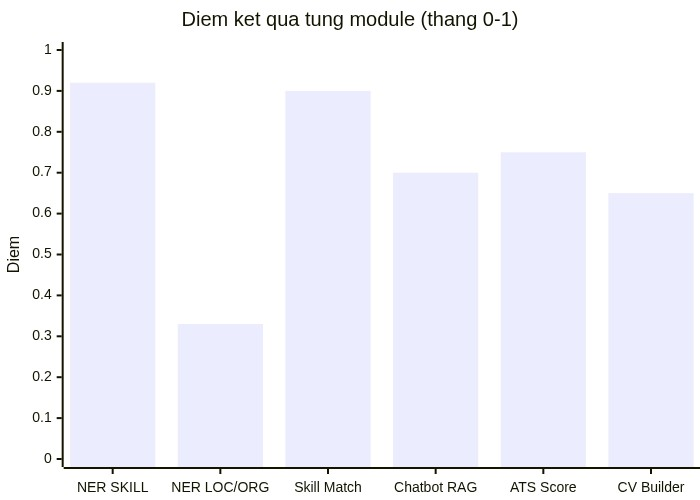 Diem ket qua tung module (thang 0-1)
Diem
1
0.9
0.8
0.7
0.6
0.5
0.4
0.3
0.2
0.1
0
NER SKILL
NER LOC/ORG
Skill Match
Chatbot RAG
ATS Score
CV Builder